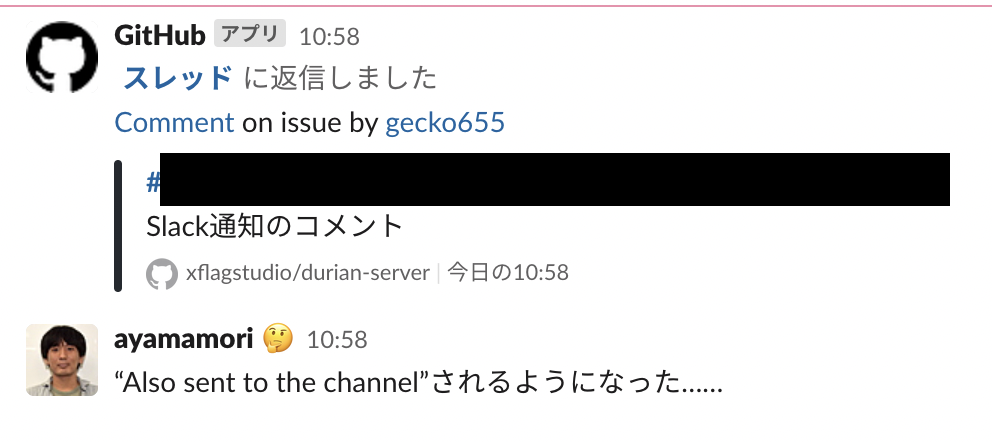 GitHub アプリ 10:58
スレッド に返信しました
Comment on issue by gecko655
#
Slack通知のコメント
xflagstudio/durian-server | 今日の10:58
ayamamori 🤔 10:58
“Also sent to the channel”されるようになった......